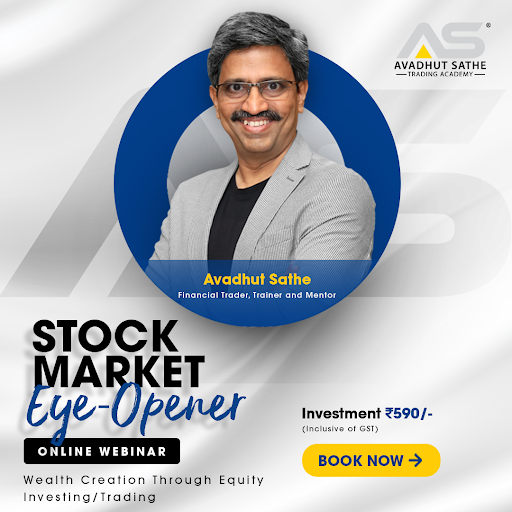 AS®
AVADHUT SATHE
TRADING ACADEMY
Avadhut Sathe
Financial Trader, Trainer and Mentor
STOCK
MARKET
Eye-Opener
ONLINE WEBINAR
Wealth Creation Through Equity
Investing/Trading
Investment ₹590/-
(Inclusive of GST)
BOOK NOW →